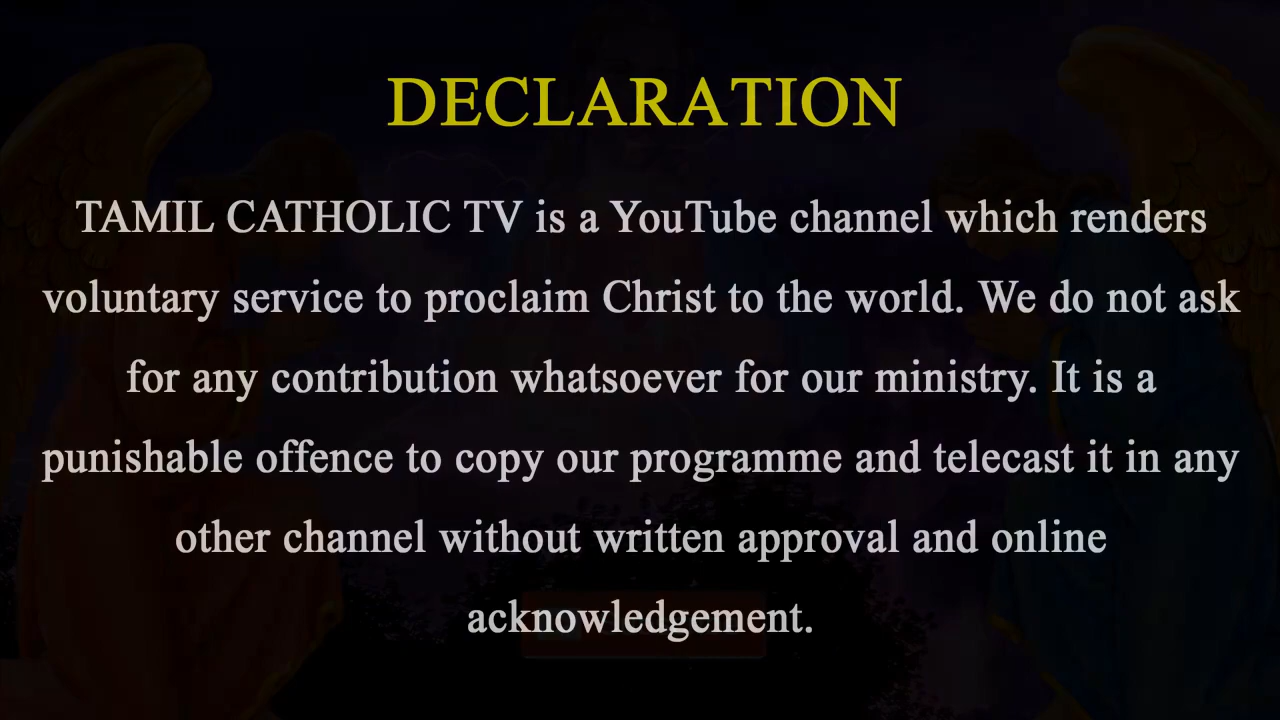 DECLARATION
TAMIL CATHOLIC TV is a YouTube channel which renders
voluntary service to proclaim Christ to the world. We do not ask
for any contribution whatsoever for our ministry. It is a
punishable offence to copy our programme and telecast it in any
other channel without written approval and online
acknowledgement.